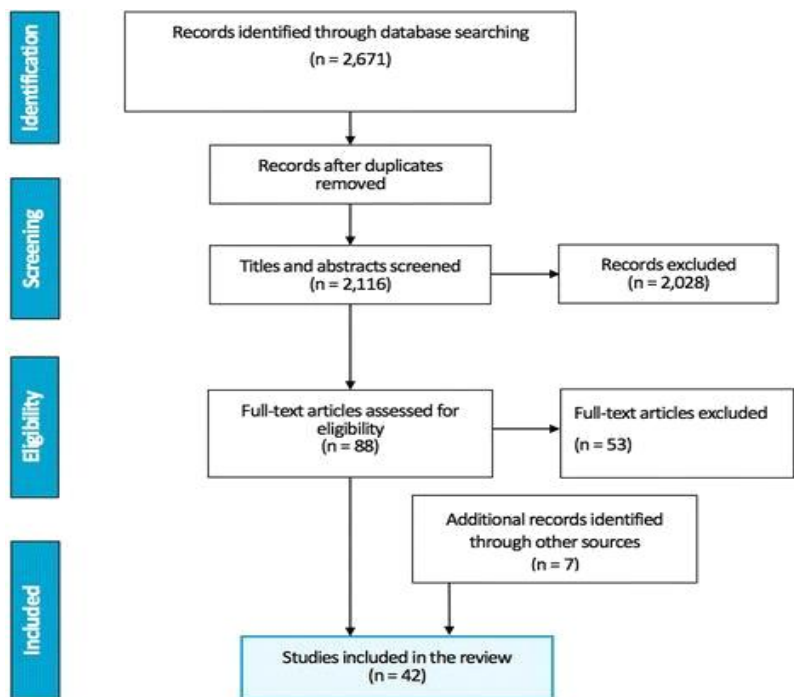 Identification
Records identified through database searching
(n = 2,671)
Records after duplicates
removed
Screening
Titles and abstracts screened
(n = 2,116)
Records excluded
(n = 2,028)
Eligibility
Full-text articles assessed for
eligibility
(n = 88)
Full-text articles excluded
(n = 53)
Additional records identified
through other sources
(n = 7)
Included
Studies included in the review
(n = 42)